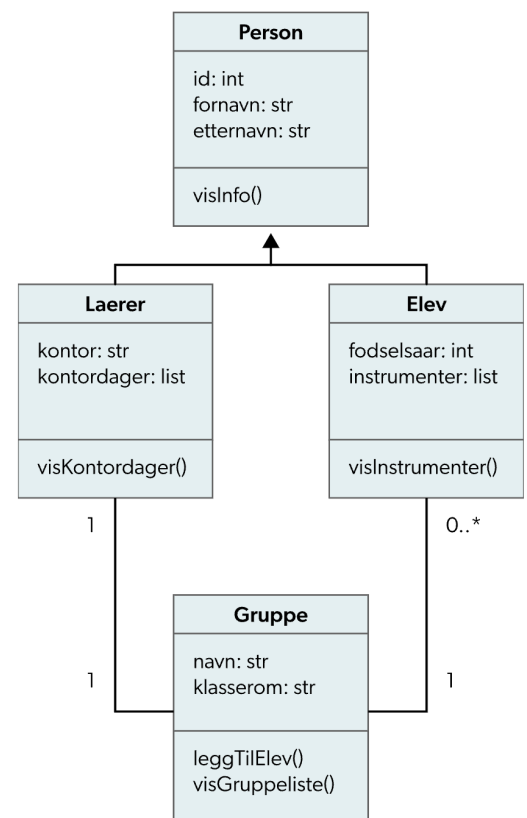 Person
id: int
fornavn: str
etternavn: str
visInfo()
Laerer
kontor: str
kontordager: list
visKontordager()
Elev
fodselsaar: int
instrumenter: list
visInstrumenter()
1
0..*
Gruppe
navn: str
klasserom: str
1
1
leggTilElev()
visGruppeliste()